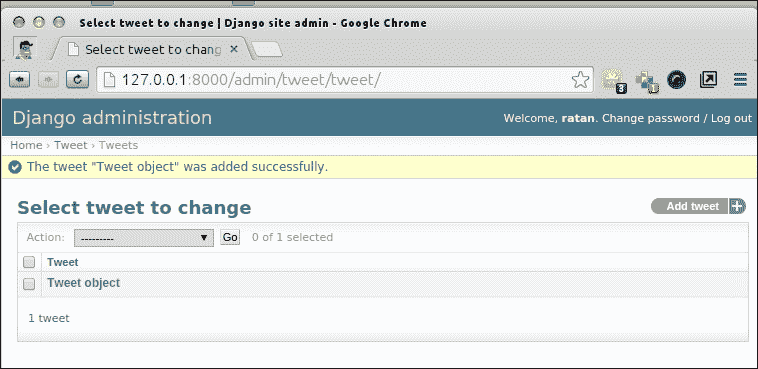 Select tweet to change | Django site admin - Google Chrome
Select tweet to chang
127.0.0.1:8000/admin/tweet/tweet/
3
1
Django administration
Welcome, ratan. Change password / Log out
Home › Tweet › Tweets
The tweet "Tweet object" was added successfully.
Select tweet to change
Add tweet
Action: --------- Go 0 of 1 selected
Tweet
Tweet object
1 tweet